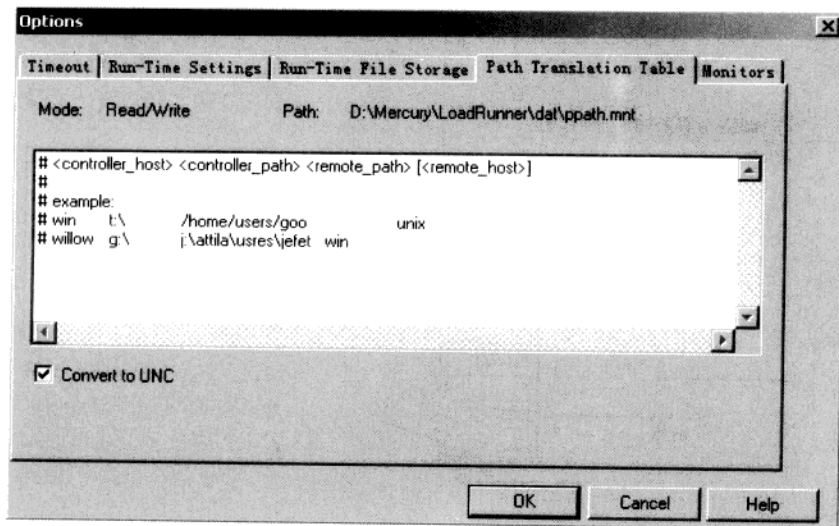 Options
Timeout Run-Time Settings Run-Time File Storage Path Translation Table Monitors
Mode: Read/Write Path: D:\Mercury\LoadRunner\dat\ppath.mnt
# <controller_host> <controller_path> <remote_path> [<remote_host>]
#
# example:
# win t:\ /home/users/goo unix
# willow g:\ j:\attila\usres\jefet win
Convert to UNC
OK Cancel Help